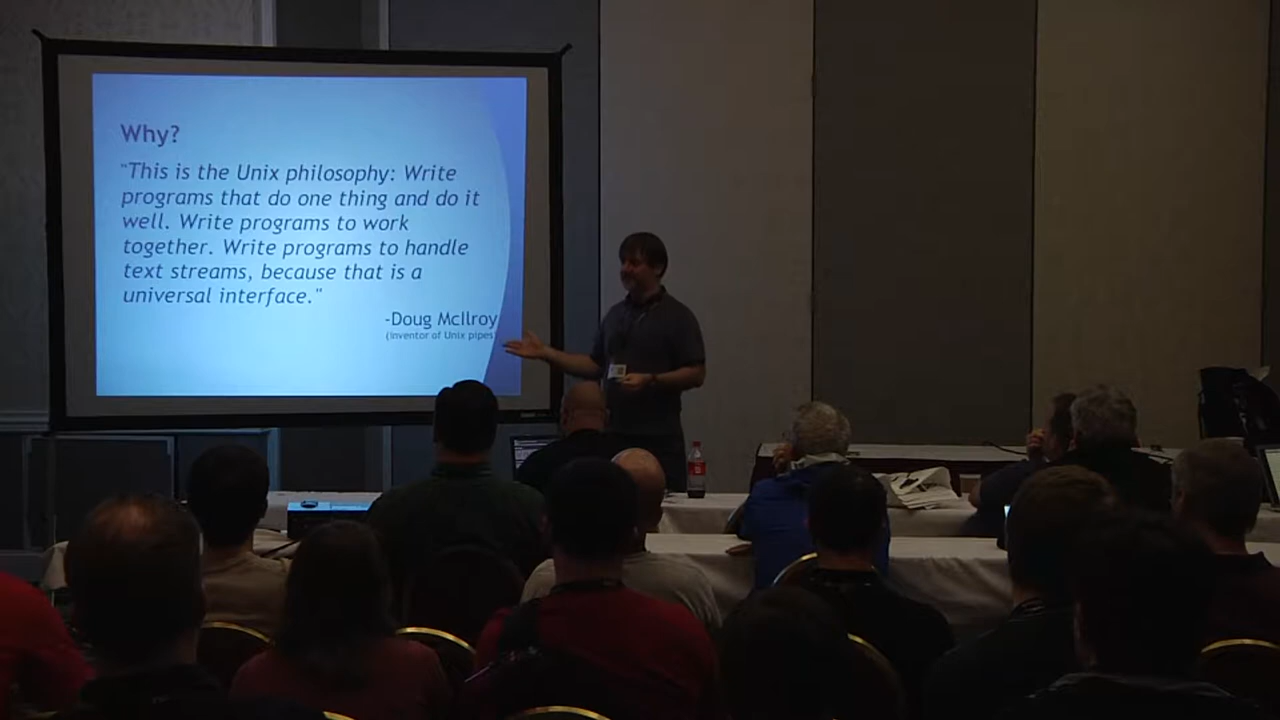 Why?
"This is the Unix philosophy: Write
programs that do one thing and do it
well. Write programs to work
together. Write programs to handle
text streams, because that is a
universal interface."
-Doug McIlroy
(inventor of Unix pipes)